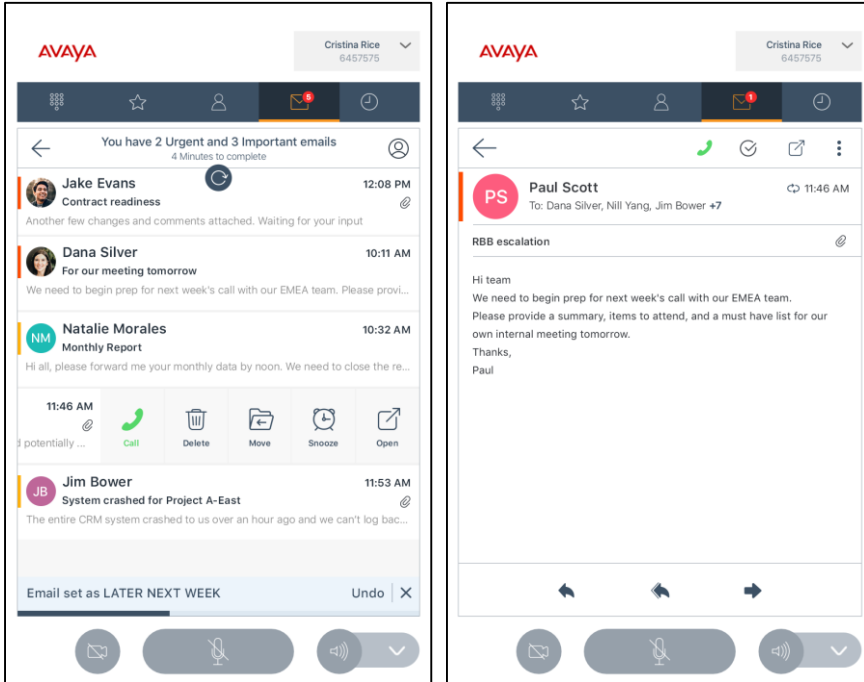 AVAYA
Cristina Rice
6457575
5
You have 2 Urgent and 3 Important emails
4 Minutes to complete
Jake Evans
12:08 PM
Contract readiness
Another few changes and comments attached. Waiting for your input
Dana Silver
10:11 AM
For our meeting tomorrow
We need to begin prep for next week's call with our EMEA team. Please provi...
NM
Natalie Morales
10:32 AM
Monthly Report
Hi all, please forward me your monthly data by noon. We need to close the re...
11:46 AM
d potentially ...
Call
Delete
Move
Snooze
Open
JB
Jim Bower
11:53 AM
System crashed for Project A-East
The entire CRM system crashed to us over an hour ago and we can't log bac...
Email set as LATER NEXT WEEK
Undo
AVAYA
Cristina Rice
6457575
1
PS
Paul Scott
11:46 AM
To: Dana Silver, Nill Yang, Jim Bower +7
RBB escalation
Hi team
We need to begin prep for next week's call with our EMEA team.
Please provide a summary, items to attend, and a must have list for our
own internal meeting tomorrow.
Thanks,
Paul